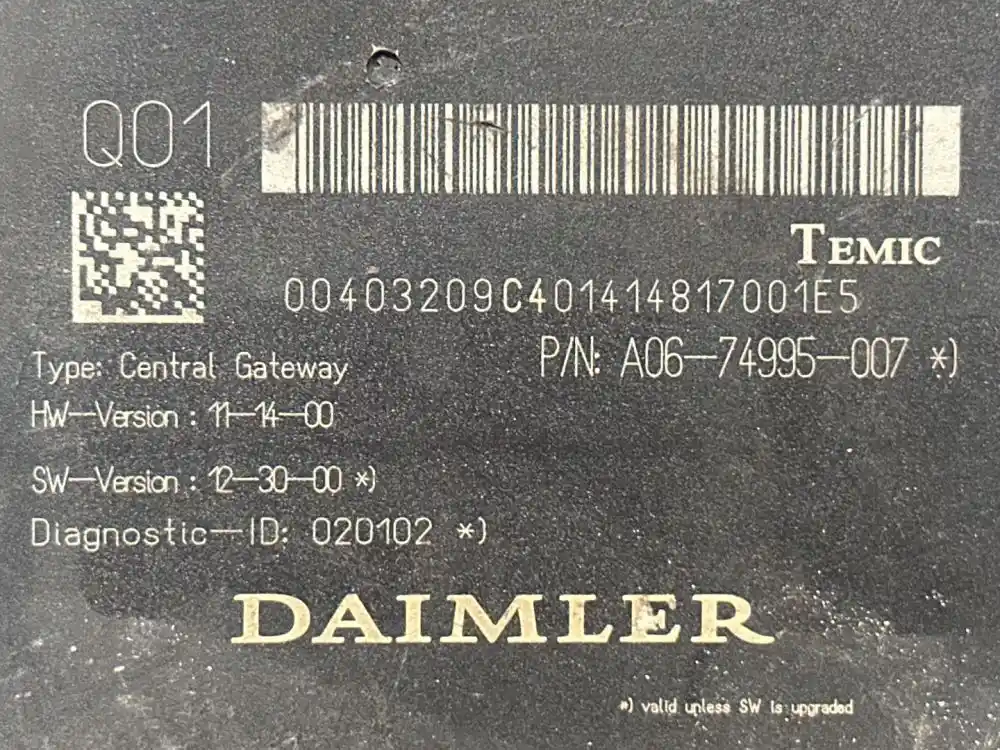 Q01
TEMIC
00403209C401414817001E5
Type: Central Gateway
P/N: A06-74995-007 *)
HW-Version : 11-14-00
SW-Version : 12-30-00 *)
Diagnostic-ID: 020102 *)
DAIMLER
*) valid unless SW is upgraded